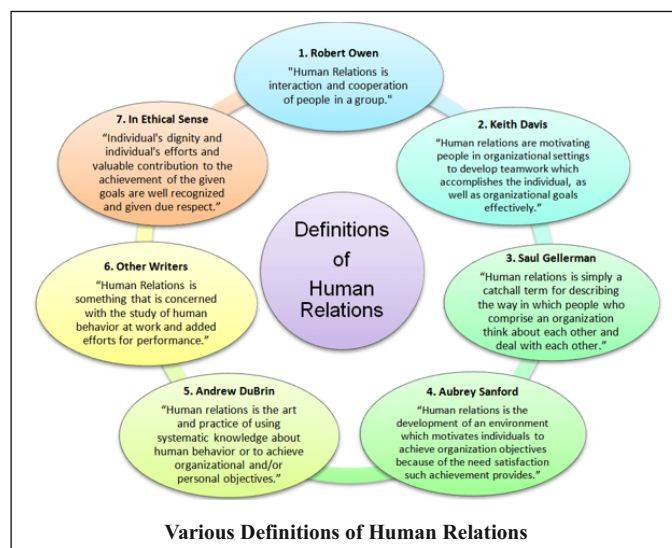 1. Robert Owen
"Human Relations is
interaction and cooperation
of people in a group."
2. Keith Davis
"Human relations are motivating
people in organizational settings
to develop teamwork which
accomplishes the individual, as
well as organizational goals
effectively."
3. Saul Gellerman
"Human relations is simply a
catchall term for describing
the way in which people who
comprise an organization
think about each other and
deal with each other."
4. Aubrey Sanford
"Human relations is the
development of an environment
which motivates individuals to
achieve organization objectives
because of the need satisfaction
such achievement provides."
5. Andrew DuBrin
"Human relations is the art
and practice of using
systematic knowledge about
human behavior or to achieve
organizational and/or
personal objectives."
6. Other Writers
"Human Relations is
something that is concerned
with the study of human
behavior at work and added
efforts for performance."
7. In Ethical Sense
"Individual's dignity and
individual's efforts and
valuable contribution to the
achievement of the given
goals are well recognized
and given due respect."
Definitions
of
Human
Relations
Various Definitions of Human Relations